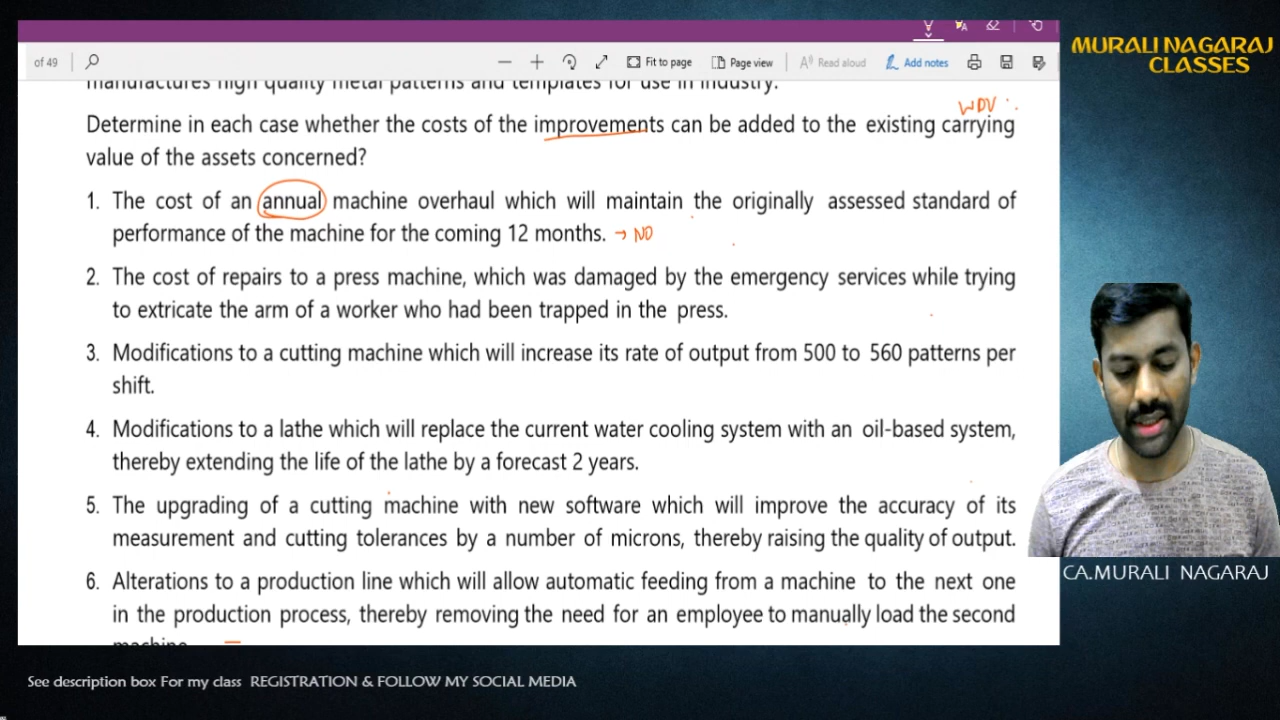 MURALI NAGARAJ
CLASSES
of 49
Fit to page
Page view
Read aloud
Add notes
manufactures high quality metal patterns and templates for use in industry.
WDV
Determine in each case whether the costs of the improvements can be added to the existing carrying
value of the assets concerned?
1. The cost of an annual machine overhaul which will maintain the originally assessed standard of
performance of the machine for the coming 12 months. → NO
2. The cost of repairs to a press machine, which was damaged by the emergency services while trying
to extricate the arm of a worker who had been trapped in the press.
3. Modifications to a cutting machine which will increase its rate of output from 500 to 560 patterns per
shift.
4. Modifications to a lathe which will replace the current water cooling system with an oil-based system,
thereby extending the life of the lathe by a forecast 2 years.
5. The upgrading of a cutting machine with new software which will improve the accuracy of its
measurement and cutting tolerances by a number of microns, thereby raising the quality of output.
6. Alterations to a production line which will allow automatic feeding from a machine to the next one
in the production process, thereby removing the need for an employee to manually load the second
machine
CA.MURALI NAGARAJ
See description box For my class REGISTRATION & FOLLOW MY SOCIAL MEDIA